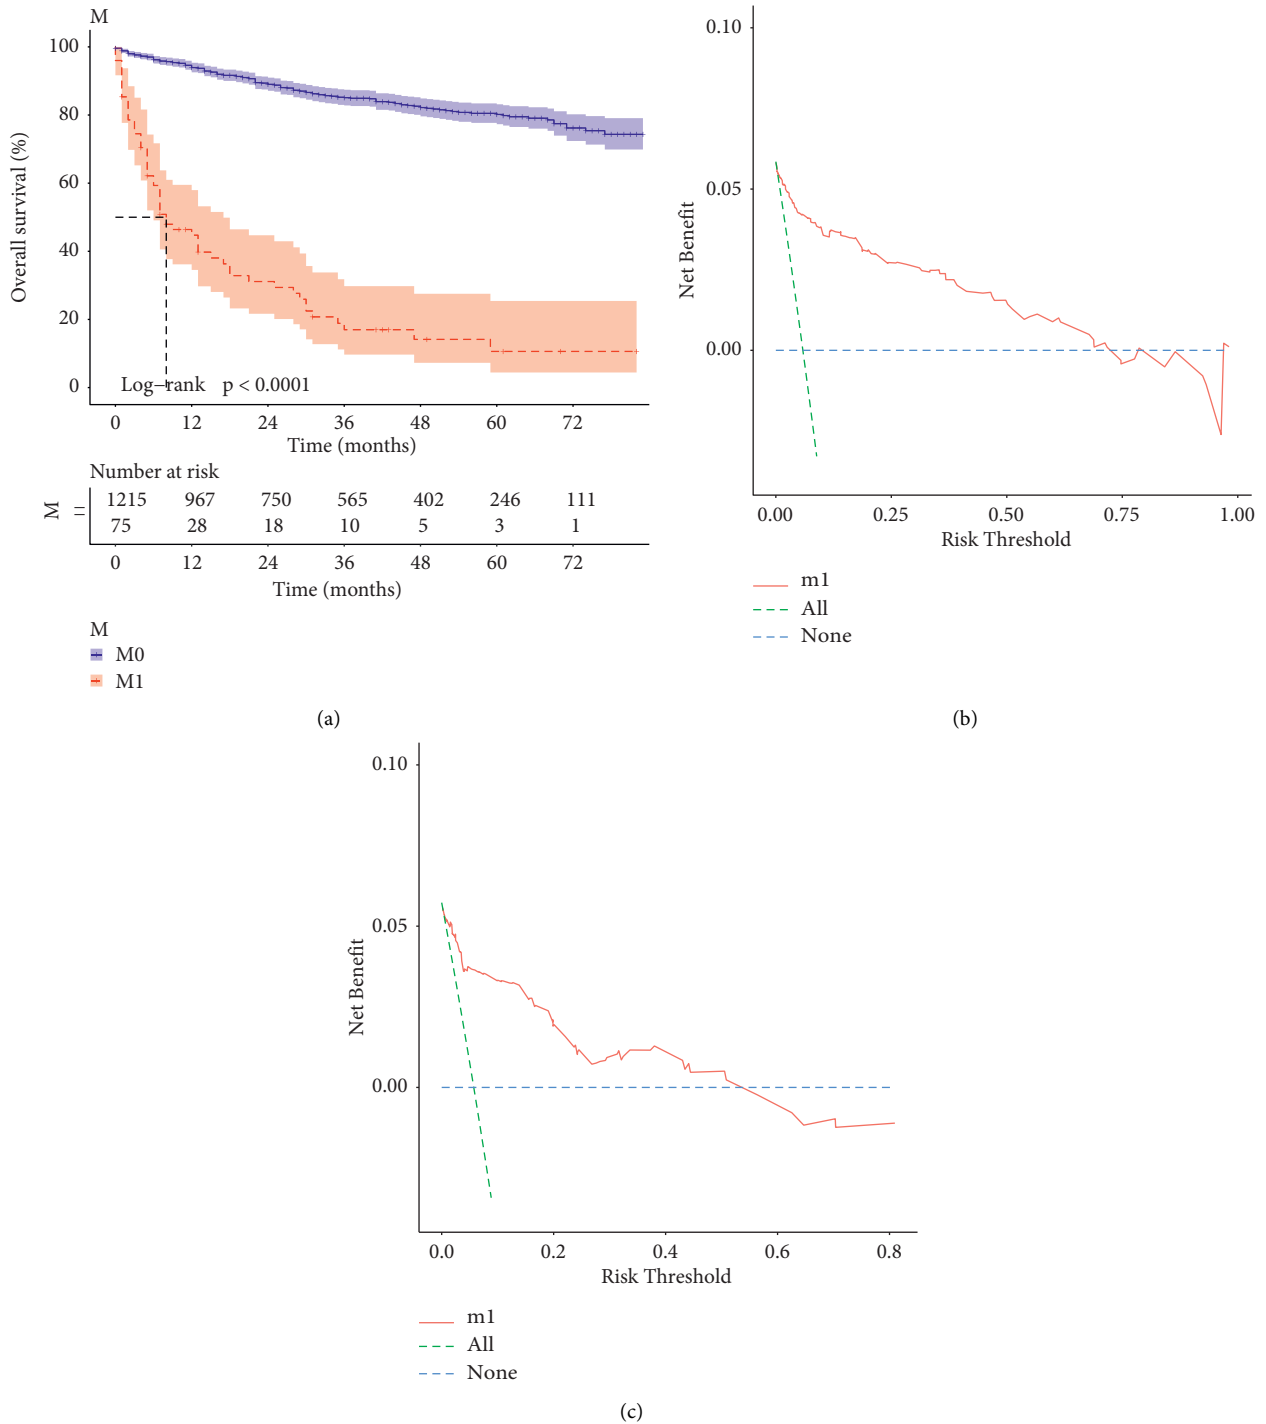 M
100
80
60
40
20
0
Overall survival (%)
Log–rank p < 0.0001
0 12 24 36 48 60 72
Time (months)
Number at risk
M
1215 967 750 565 402 246 111
75 28 18 10 5 3 1
0 12 24 36 48 60 72
Time (months)
M
M0
M1
(a)
0.10
0.05
0.00
Net Benefit
0.00 0.25 0.50 0.75 1.00
Risk Threshold
m1
All
None
(b)
0.10
0.05
0.00
Net Benefit
0.0 0.2 0.4 0.6 0.8
Risk Threshold
m1
All
None
(c)